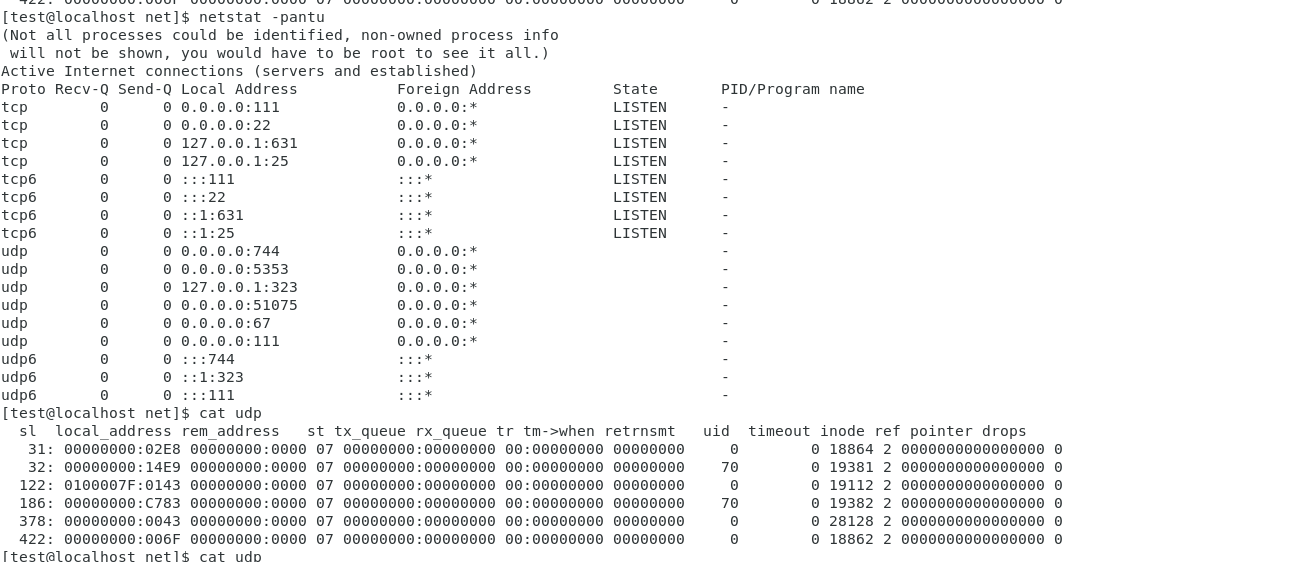 422: 00000000:006F 00000000:0000 07 00000000:00000000 00:00000000 00000000     0        0 18862 2 0000000000000000 0
[test@localhost net]$ netstat -pantu
(Not all processes could be identified, non-owned process info
 will not be shown, you would have to be root to see it all.)
Active Internet connections (servers and established)
Proto Recv-Q Send-Q Local Address           Foreign Address         State       PID/Program name
tcp        0      0 0.0.0.0:111             0.0.0.0:*               LISTEN      -
tcp        0      0 0.0.0.0:22              0.0.0.0:*               LISTEN      -
tcp        0      0 127.0.0.1:631           0.0.0.0:*               LISTEN      -
tcp        0      0 127.0.0.1:25            0.0.0.0:*               LISTEN      -
tcp6       0      0 :::111                  :::*                    LISTEN      -
tcp6       0      0 :::22                   :::*                    LISTEN      -
tcp6       0      0 ::1:631                 :::*                    LISTEN      -
tcp6       0      0 ::1:25                  :::*                    LISTEN      -
udp        0      0 0.0.0.0:744             0.0.0.0:*                           -
udp        0      0 0.0.0.0:5353            0.0.0.0:*                           -
udp        0      0 127.0.0.1:323           0.0.0.0:*                           -
udp        0      0 0.0.0.0:51075           0.0.0.0:*                           -
udp        0      0 0.0.0.0:67              0.0.0.0:*                           -
udp        0      0 0.0.0.0:111             0.0.0.0:*                           -
udp6       0      0 :::744                  :::*                                -
udp6       0      0 ::1:323                 :::*                                -
udp6       0      0 :::111                  :::*                                -
[test@localhost net]$ cat udp
  sl  local_address rem_address   st tx_queue rx_queue tr tm->when retrnsmt   uid  timeout inode ref pointer drops
   31: 00000000:02E8 00000000:0000 07 00000000:00000000 00:00000000 00000000     0        0 18864 2 0000000000000000 0
   32: 00000000:14E9 00000000:0000 07 00000000:00000000 00:00000000 00000000    70        0 19381 2 0000000000000000 0
  122: 0100007F:0143 00000000:0000 07 00000000:00000000 00:00000000 00000000     0        0 19112 2 0000000000000000 0
  186: 00000000:C783 00000000:0000 07 00000000:00000000 00:00000000 00000000    70        0 19382 2 0000000000000000 0
  378: 00000000:0043 00000000:0000 07 00000000:00000000 00:00000000 00000000     0        0 28128 2 0000000000000000 0
  422: 00000000:006F 00000000:0000 07 00000000:00000000 00:00000000 00000000     0        0 18862 2 0000000000000000 0
[test@localhost net]$ cat udp